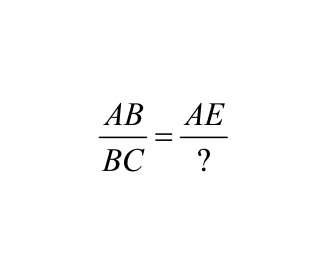 AB/BC = AE/?